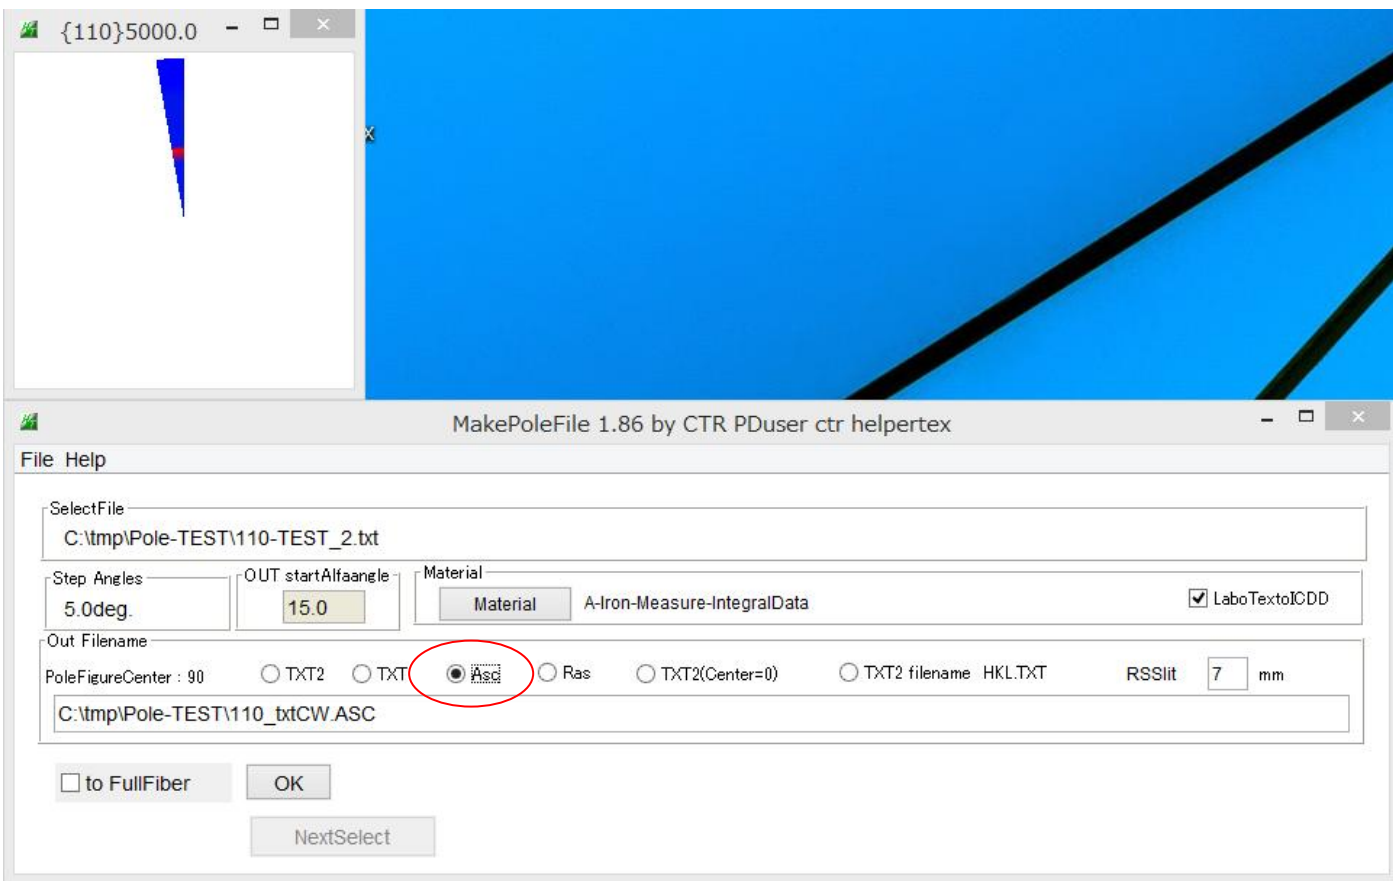 {110}5000.0
X
MakePoleFile 1.86 by CTR PDuser ctr helpertex
File Help
SelectFile
C:\tmp\Pole-TEST\110-TEST_2.txt
Step Angles
5.0deg.
OUT startAlfaangle
15.0
Material
Material A-Iron-Measure-IntegralData
LaboTextoICDD
Out Filename
PoleFigureCenter : 90 TXT2 TXT Asc Ras TXT2(Center=0) TXT2 filename HKL.TXT RSSlit 7 mm
C:\tmp\Pole-TEST\110_txtCW.ASC
to FullFiber OK
NextSelect